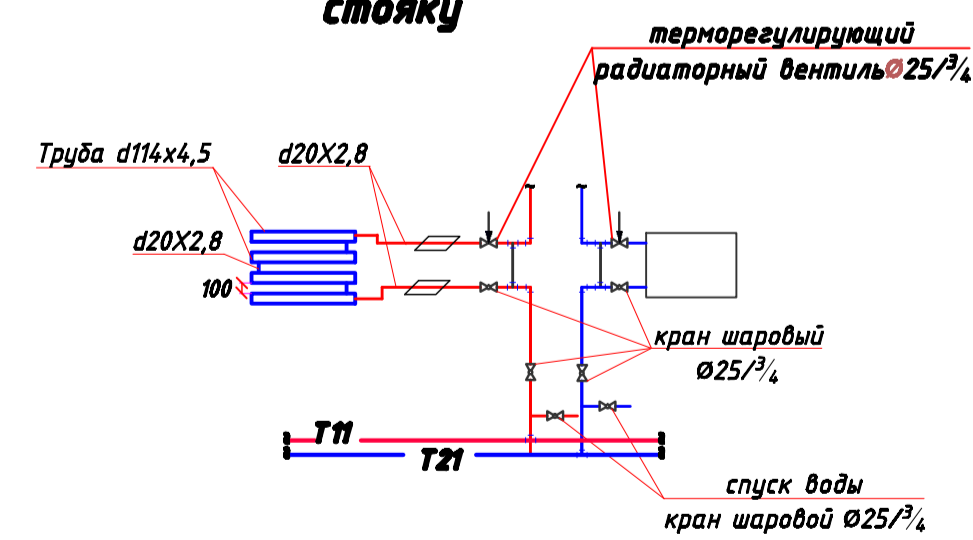 стояку
терморегулирующий
радиаторный вентильØ25/3/4
Труба d114x4,5
d20X2,8
d20X2,8
100
кран шаровый
Ø25/3/4
T11
T21
спуск воды
кран шаровой Ø25/3/4